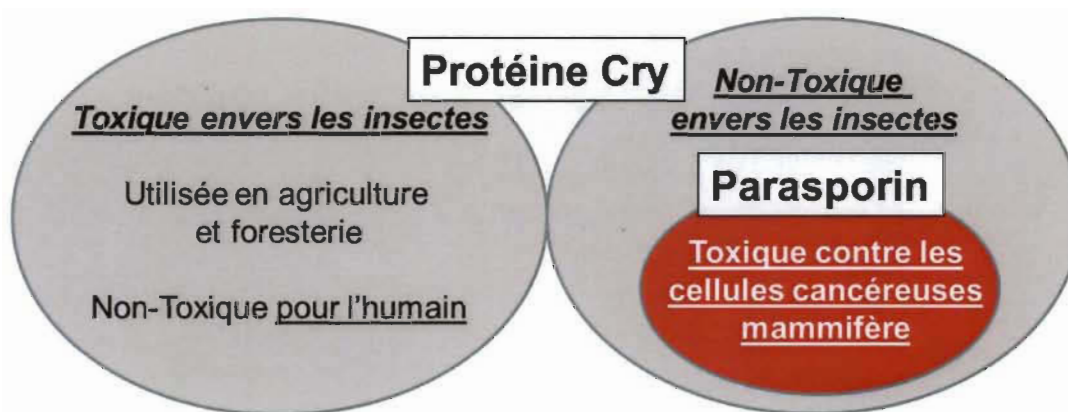 Protéine Cry
Toxique envers les insectes
Utilisée en agriculture
et foresterie
Non-Toxique pour l'humain
Non-Toxique
envers les insectes
Parasporin
Toxique contre les
cellules cancéreuses
mammifère